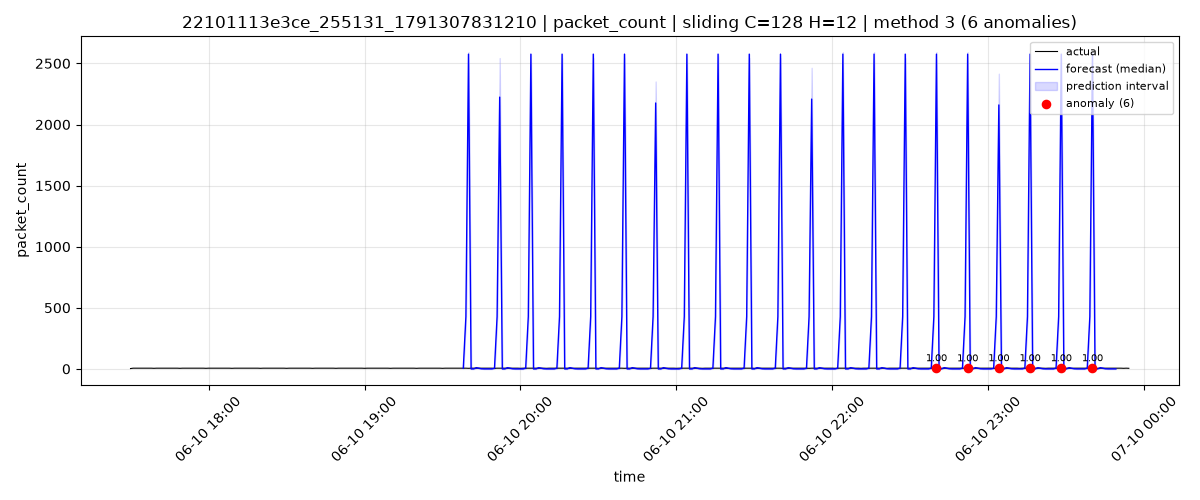 22101113e3ce_255131_1791307831210 | packet_count | sliding C=128 H=12 | method 3 (6 anomalies)
actual
forecast (median)
prediction interval
anomaly (6)
packet_count
2500
2000
1500
1000
500
0
1.00 1.00 1.00 1.00 1.00 1.00
06-10 18:00 06-10 19:00 06-10 20:00 06-10 21:00 06-10 22:00 06-10 23:00 07-10 00:00
time